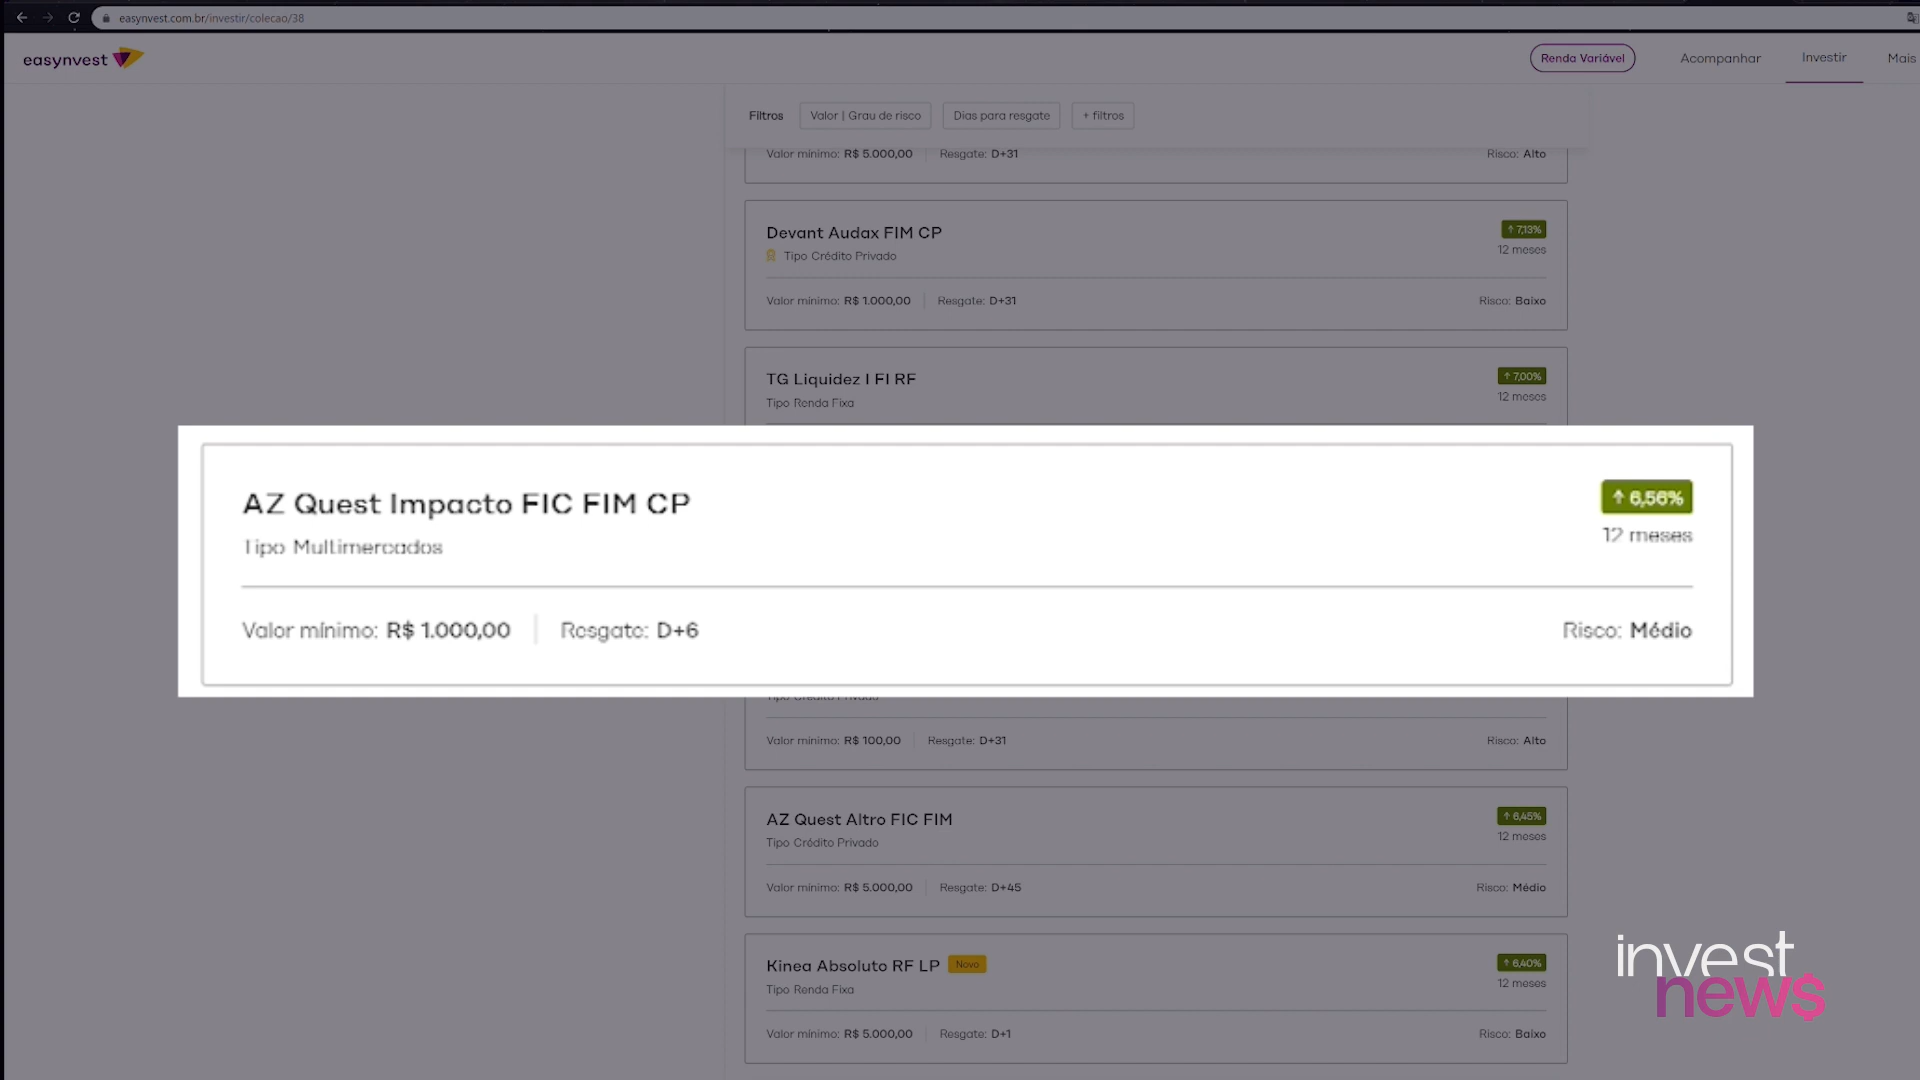 easynvest.com.br/investir/colecao/38
easynvest
Renda Variável
Acompanhar
Investir
Mais
Filtros
Valor | Grau de risco
Dias para resgate
+ filtros
Valor mínimo: R$ 5.000,00
Resgate: D+31
Risco: Alto
Devant Audax FIM CP
↑ 7,13%
Tipo Crédito Privado
12 meses
Valor mínimo: R$ 1.000,00
Resgate: D+31
Risco: Baixo
TG Liquidez I FI RF
↑ 7,00%
Tipo Renda Fixa
12 meses
AZ Quest Impacto FIC FIM CP
↑ 6,56%
Tipo Multimercados
12 meses
Valor mínimo: R$ 1.000,00
Resgate: D+6
Risco: Médio
Tipo Crédito Privado
Valor mínimo: R$ 100,00
Resgate: D+31
Risco: Alto
AZ Quest Altro FIC FIM
↑ 6,45%
Tipo Crédito Privado
12 meses
Valor mínimo: R$ 5.000,00
Resgate: D+45
Risco: Médio
Kinea Absoluto RF LP
Novo
↑ 6,40%
Tipo Renda Fixa
12 meses
Valor mínimo: R$ 5.000,00
Resgate: D+1
Risco: Baixo
invest
new$